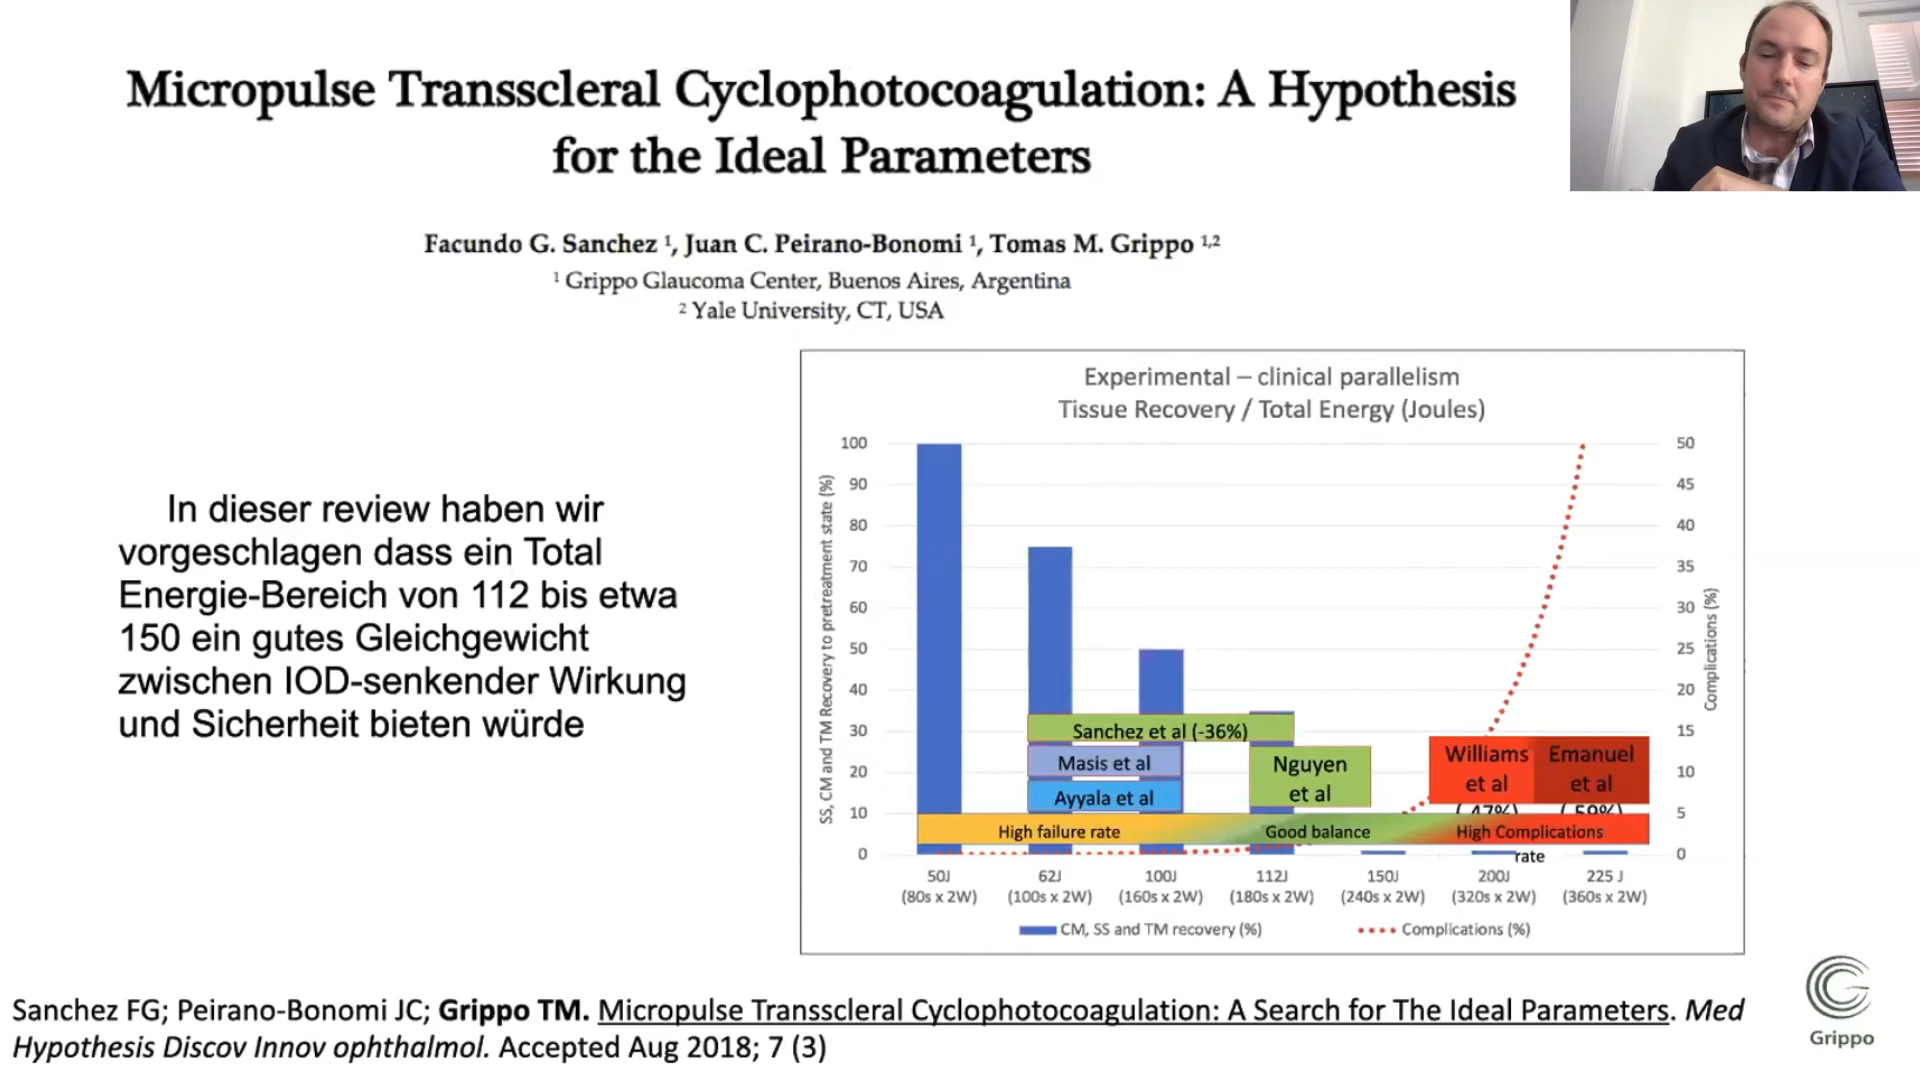 Micropulse Transscleral Cyclophotocoagulation: A Hypothesis
for the Ideal Parameters
Facundo G. Sanchez ¹, Juan C. Peirano-Bonomi ¹, Tomas M. Grippo ¹,²
¹ Grippo Glaucoma Center, Buenos Aires, Argentina
² Yale University, CT, USA
In dieser review haben wir
vorgeschlagen dass ein Total
Energie-Bereich von 112 bis etwa
150 ein gutes Gleichgewicht
zwischen IOD-senkender Wirkung
und Sicherheit bieten würde
Experimental – clinical parallelism
Tissue Recovery / Total Energy (Joules)
SS, CM and TM Recovery to pretreatment state (%)
100
90
80
70
60
50
40
30
20
10
0
50
45
40
35
30
25
20
15
10
5
0
Complications (%)
Sanchez et al (-36%)
Masis et al
Ayyala et al
Nguyen
et al
Williams
et al
(47%)
Emanuel
et al
(59%)
High failure rate
Good balance
High Complications
rate
50J 62J 100J 112J 150J 200J 225 J
(80s x 2W) (100s x 2W) (160s x 2W) (180s x 2W) (240s x 2W) (320s x 2W) (360s x 2W)
CM, SS and TM recovery (%) Complications (%)
Sanchez FG; Peirano-Bonomi JC; Grippo TM. Micropulse Transscleral Cyclophotocoagulation: A Search for The Ideal Parameters. Med
Hypothesis Discov Innov ophthalmol. Accepted Aug 2018; 7 (3)
Grippo